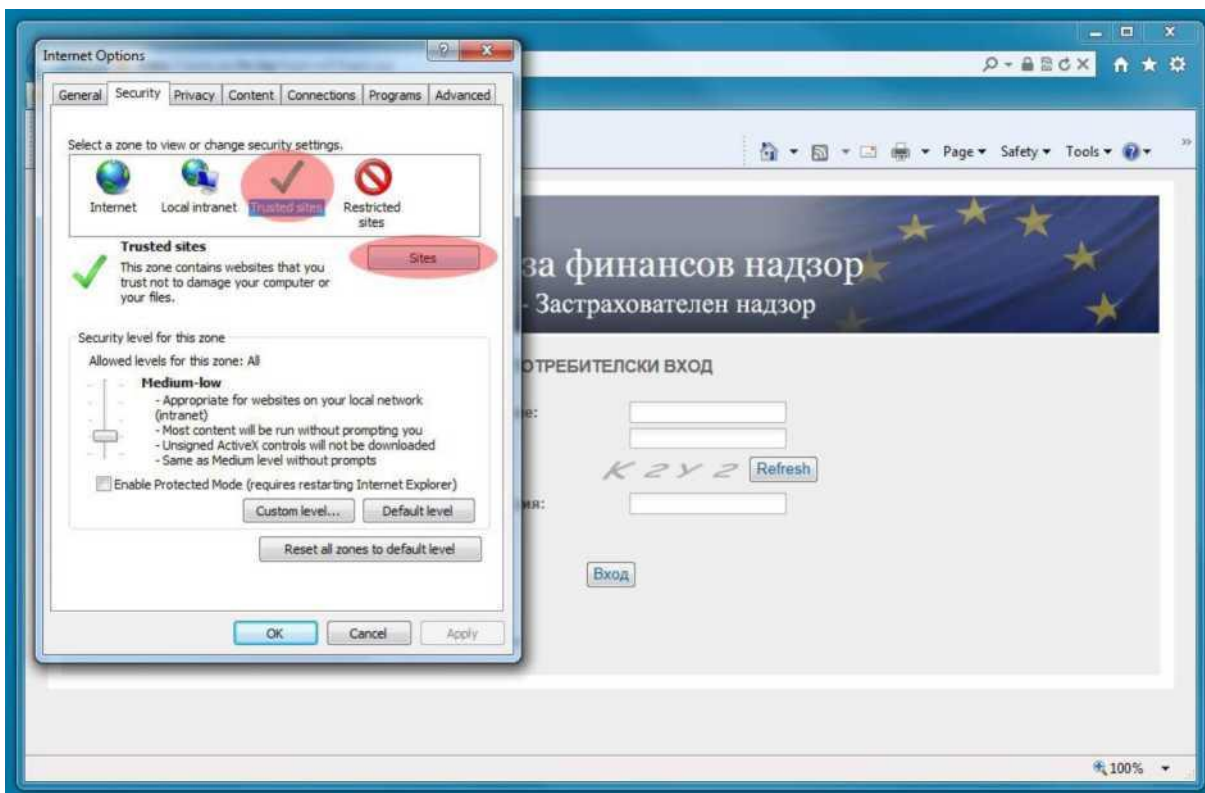 Internet Options
General Security Privacy Content Connections Programs Advanced
Select a zone to view or change security settings.
Internet Local intranet Trusted sites Restricted sites
Trusted sites
Sites
This zone contains websites that you
trust not to damage your computer or
your files.
Security level for this zone
Allowed levels for this zone: All
Medium-low
- Appropriate for websites on your local network
(intranet)
- Most content will be run without prompting you
- Unsigned ActiveX controls will not be downloaded
- Same as Medium level without prompts
Enable Protected Mode (requires restarting Internet Explorer)
Custom level... Default level
Reset all zones to default level
OK Cancel Apply
Page Safety Tools
за финансов надзор
- Застрахователен надзор
ОТРЕБИТЕЛСКИ ВХОД
е:
K 2 Y 2 Refresh
ия:
Вход
100%